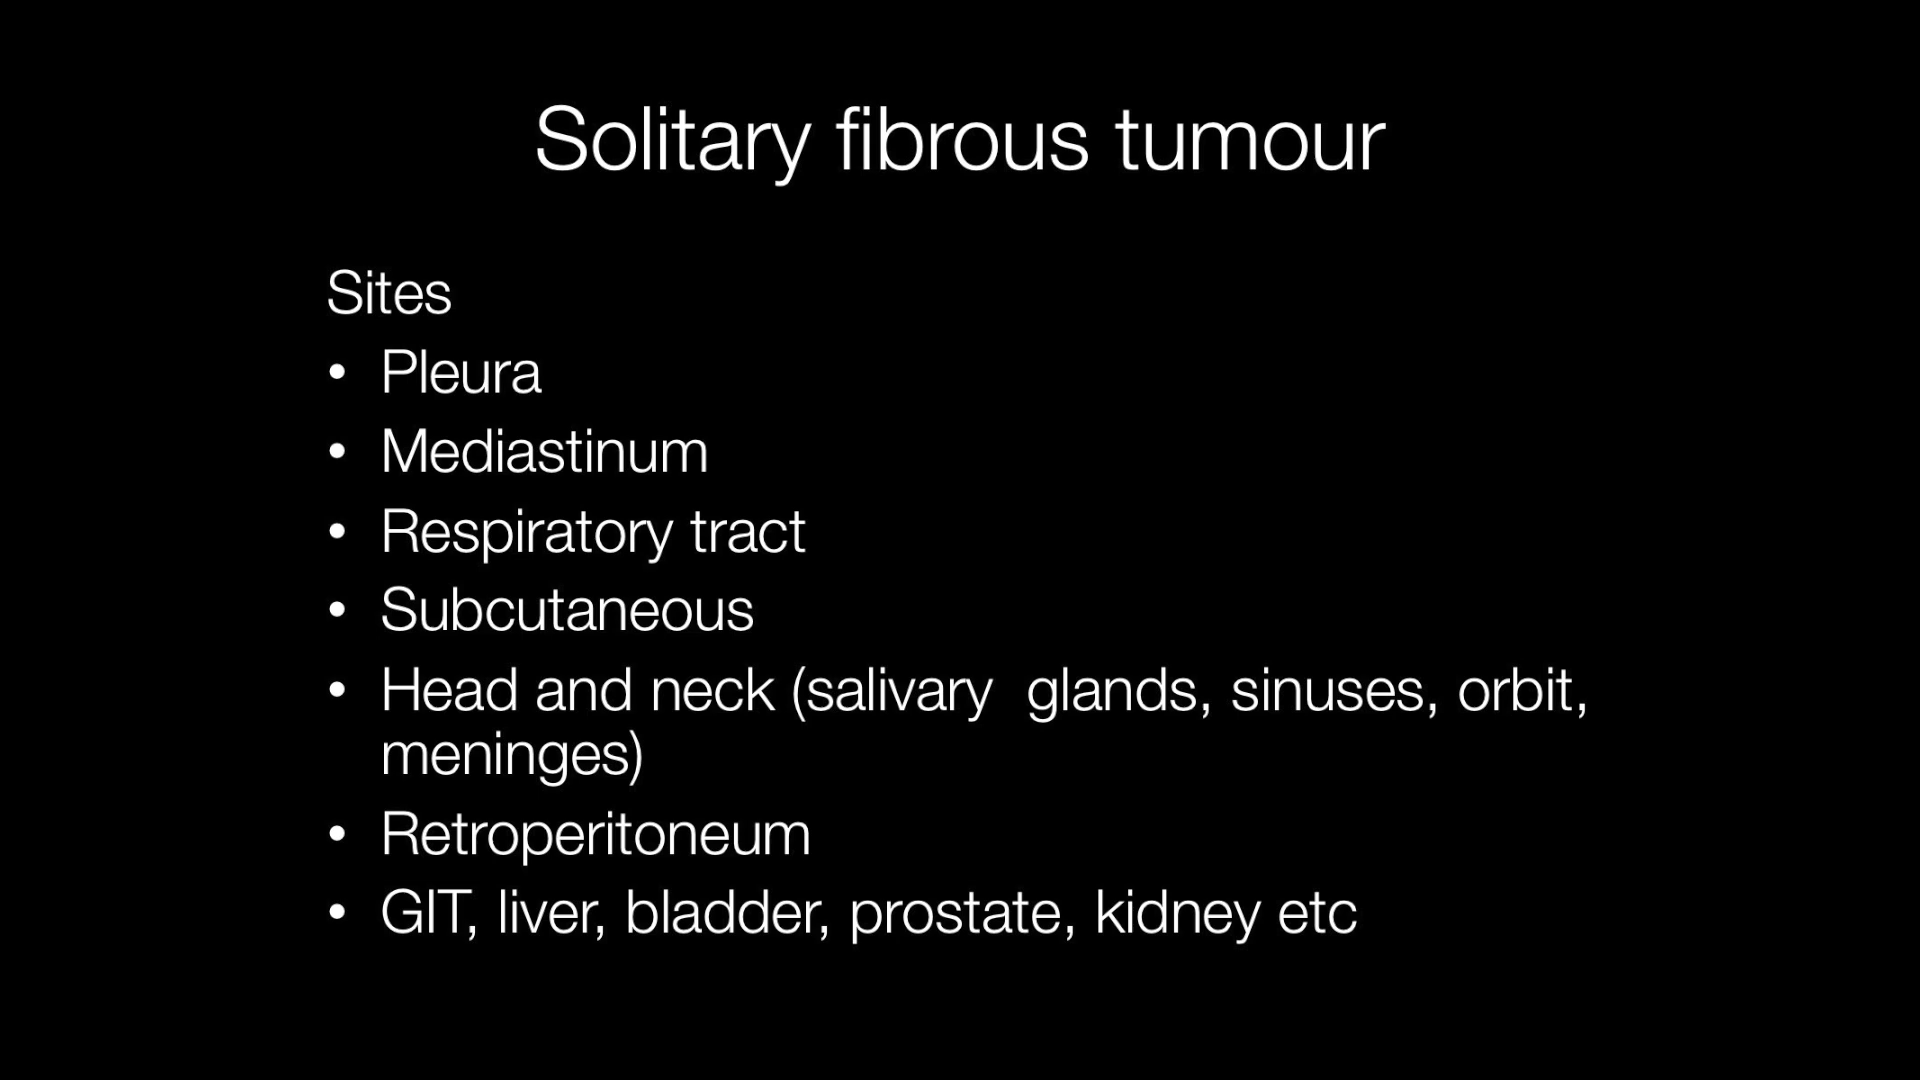 Solitary fibrous tumour
Sites
• Pleura
• Mediastinum
• Respiratory tract
• Subcutaneous
• Head and neck (salivary  glands, sinuses, orbit,
meninges)
• Retroperitoneum
• GIT, liver, bladder, prostate, kidney etc